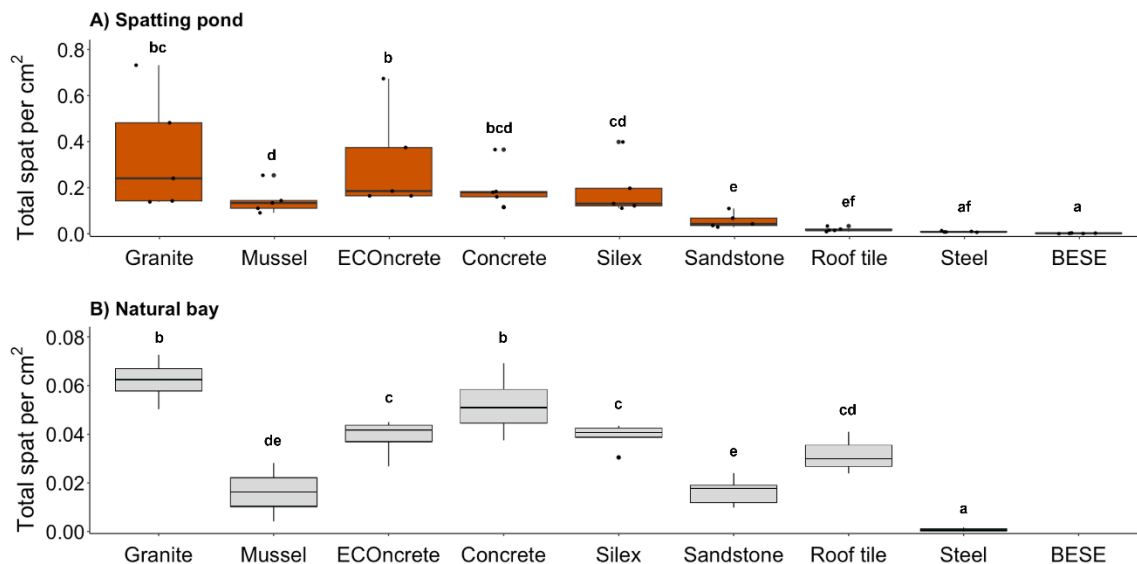 A) Spatting pond
Total spat per cm²
0.8
0.6
0.4
0.2
0.0
bc
d
b
bcd
cd
e
ef
af
a
Granite Mussel ECOncrete Concrete Silex Sandstone Roof tile Steel BESE
B) Natural bay
Total spat per cm²
0.08
0.06
0.04
0.02
0.00
b
de
c
b
c
e
cd
a
Granite Mussel ECOncrete Concrete Silex Sandstone Roof tile Steel BESE